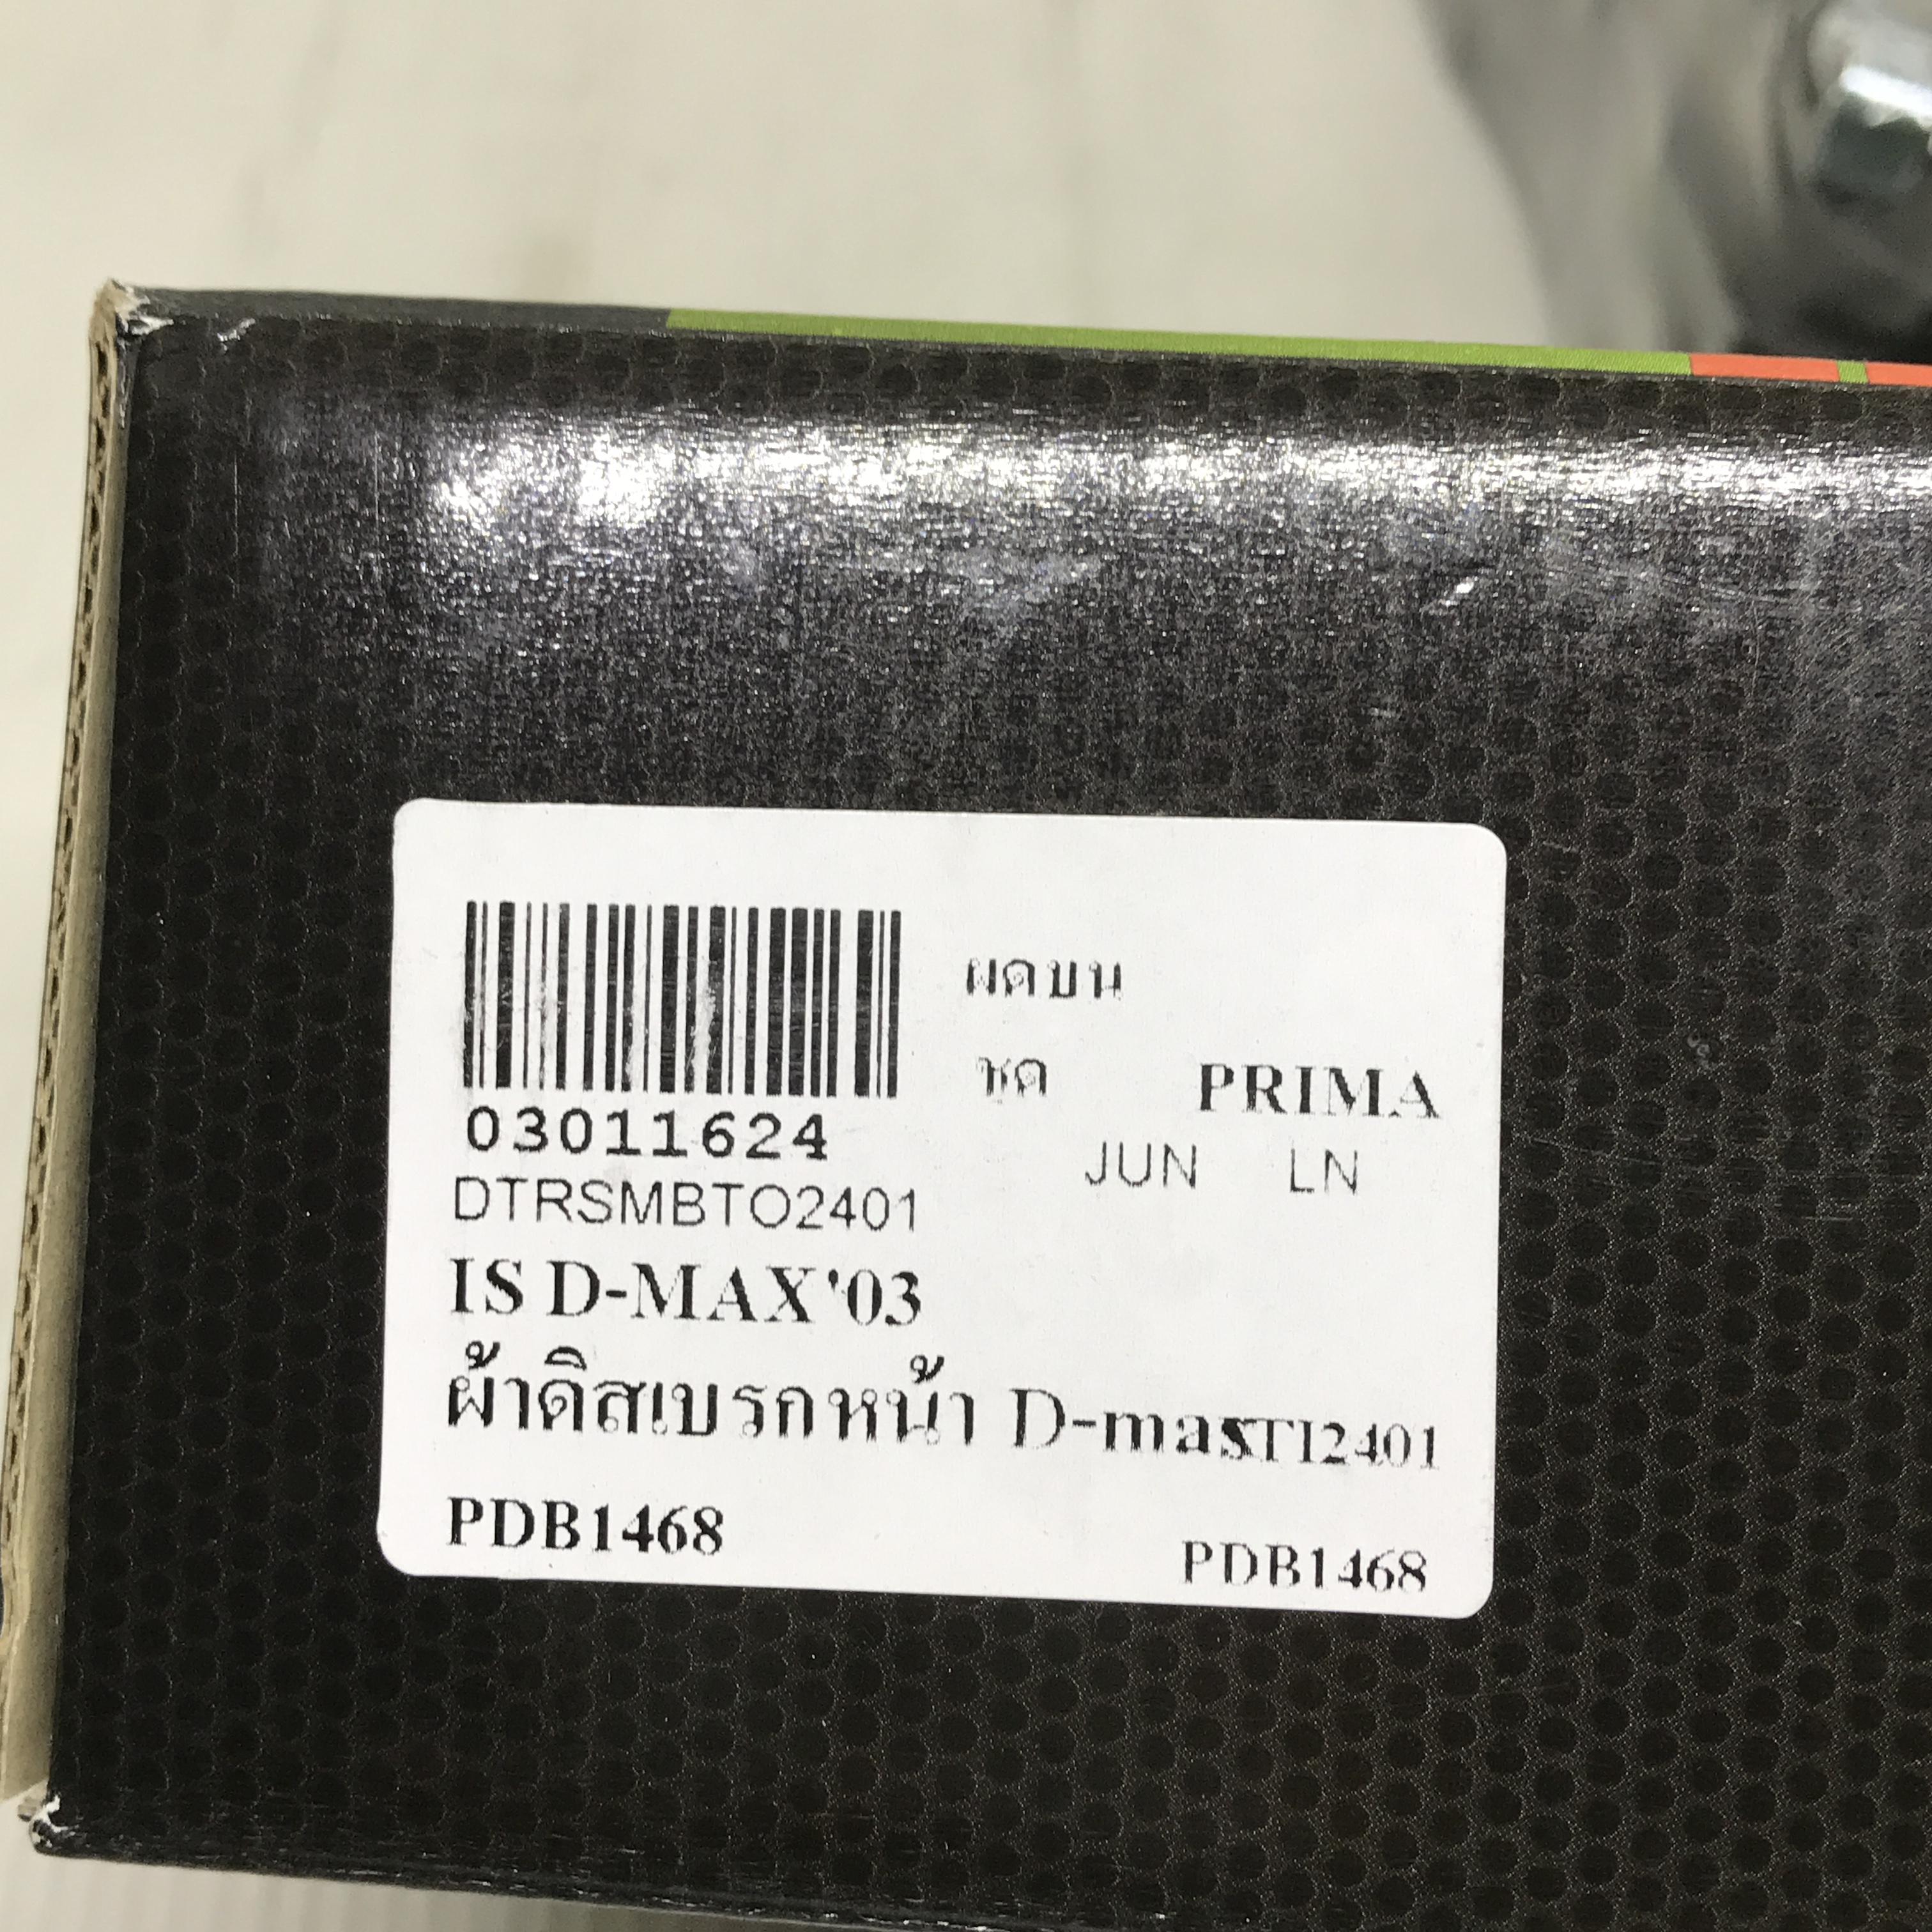 ผดบน
ชด PRIMA
03011624
JUN LN
DTRSMBTO2401
IS D-MAX'03
ผ้าดิสเบรกหน้า D-masTI2401
PDB1468
PDB1468